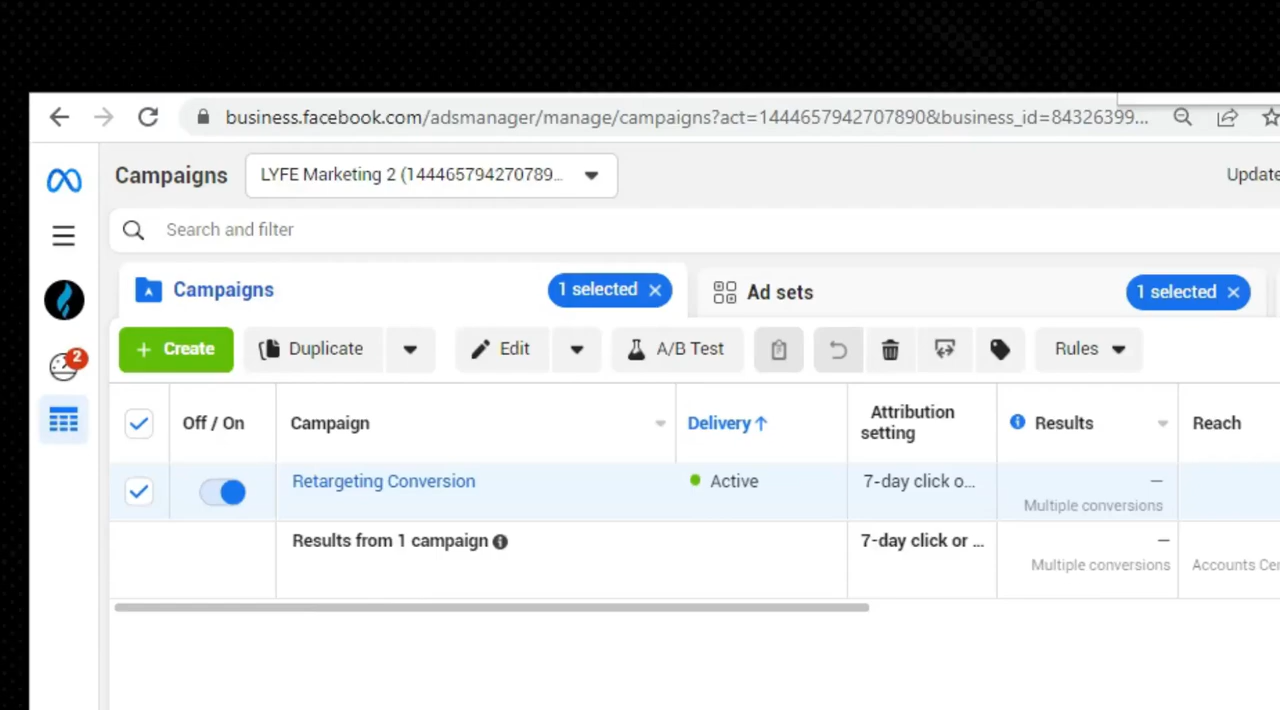 business.facebook.com/adsmanager/manage/campaigns?act=1444657942707890&business_id=84326399...
Campaigns
LYFE Marketing 2 (144465794270789...
Update
Search and filter
Campaigns
1 selected
Ad sets
1 selected
+ Create
Duplicate
Edit
A/B Test
Rules
2
Off / On
Campaign
Delivery
Attribution
setting
Results
Reach
Retargeting Conversion
Active
7-day click o...
—
Multiple conversions
Results from 1 campaign
7-day click or ...
—
Multiple conversions
Accounts Cen